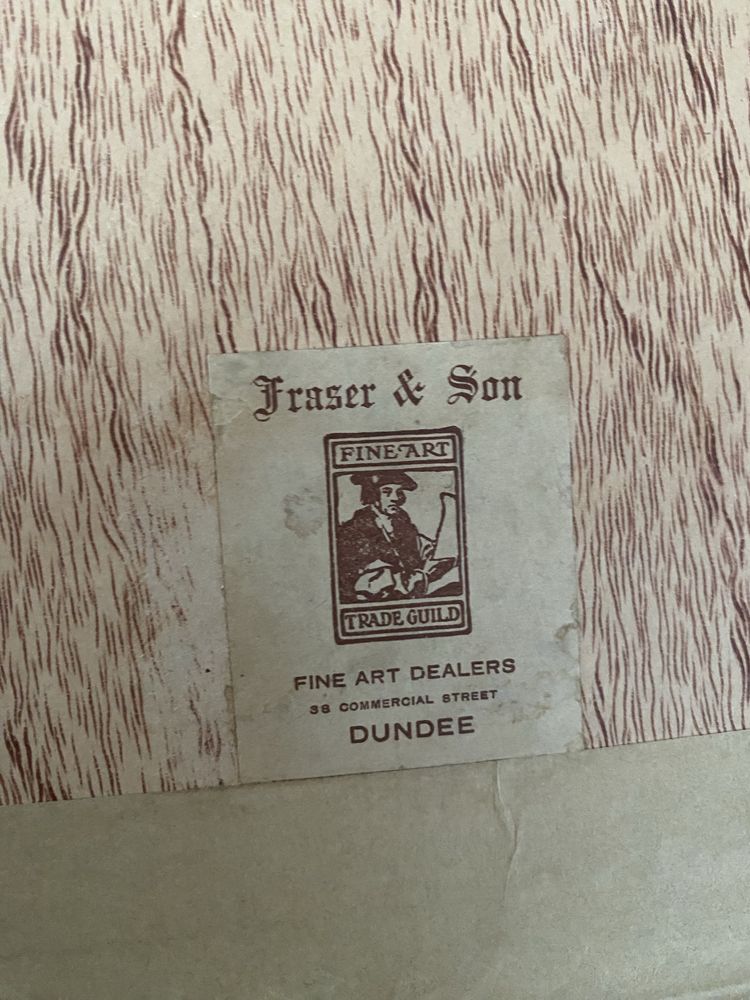 Fraser & Son
FINE ART
TRADE GUILD
FINE ART DEALERS
38 COMMERCIAL STREET
DUNDEE